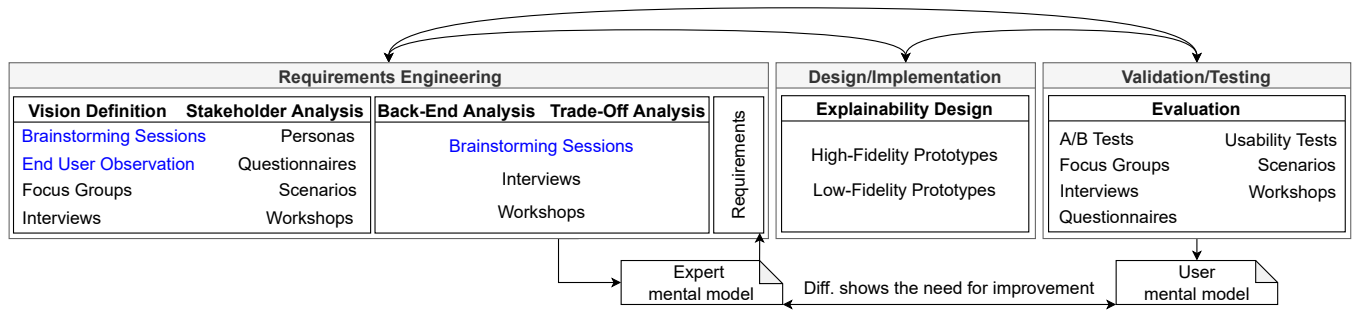 Requirements Engineering
Vision Definition Stakeholder Analysis
Brainstorming Sessions Personas
End User Observation Questionnaires
Focus Groups Scenarios
Interviews Workshops
Back-End Analysis Trade-Off Analysis
Brainstorming Sessions
Interviews
Workshops
Requirements
Design/Implementation
Explainability Design
High-Fidelity Prototypes
Low-Fidelity Prototypes
Validation/Testing
Evaluation
A/B Tests Usability Tests
Focus Groups Scenarios
Interviews Workshops
Questionnaires
Expert
mental model
Diff. shows the need for improvement
User
mental model